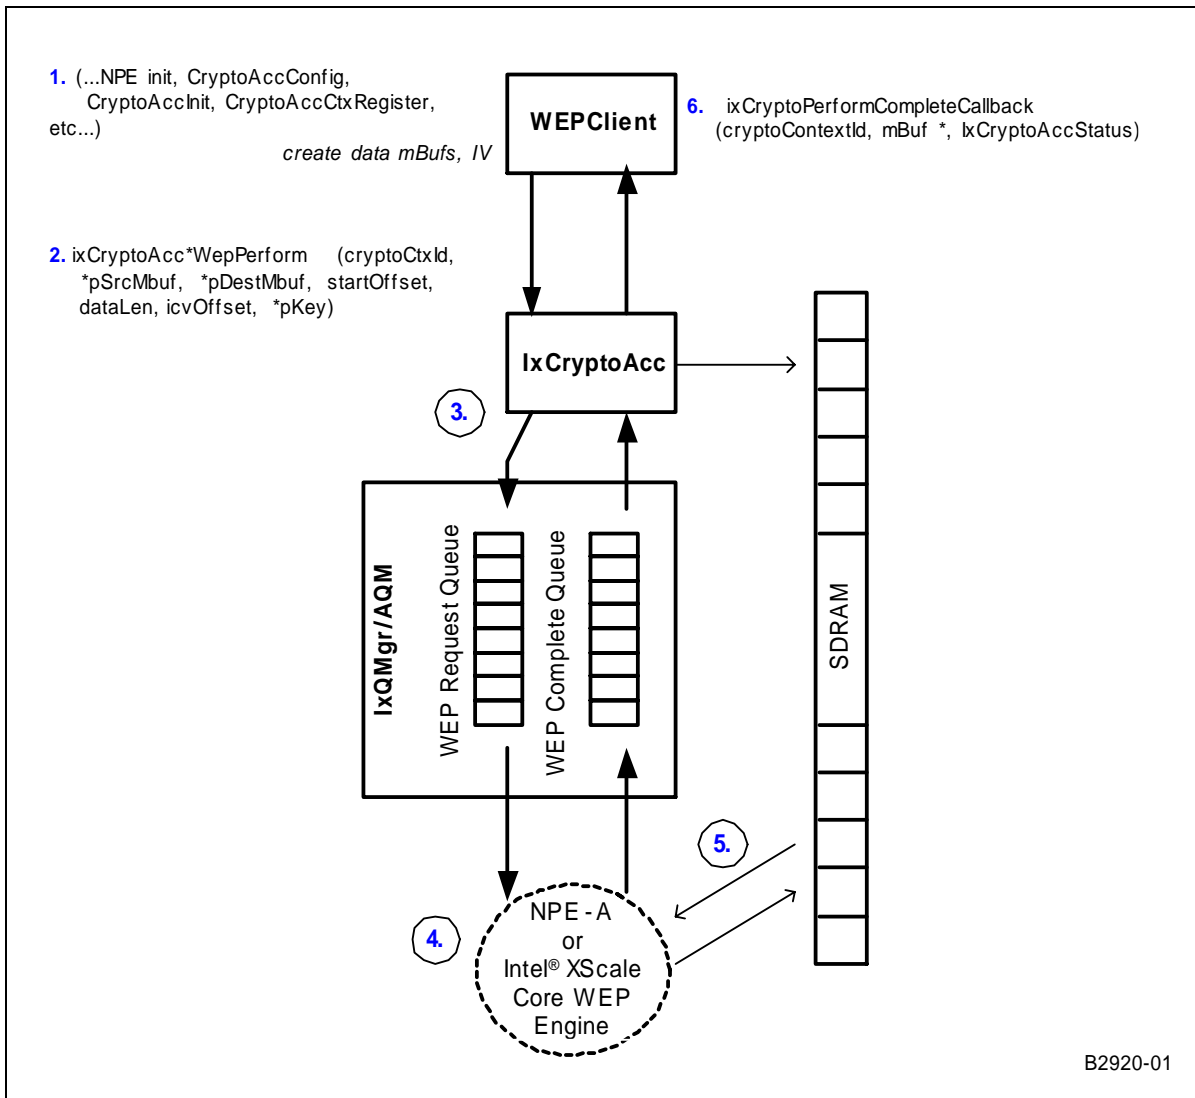 1. (...NPE init, CryptoAccConfig,
CryptoAccInit, CryptoAccCtxRegister,
etc...)
create data mBufs, IV
WEPClient
6. ixCryptoPerformCompleteCallback
(cryptoContextId, mBuf *, IxCryptoAccStatus)
2. ixCryptoAcc*WepPerform (cryptoCtxId,
*pSrcMbuf, *pDestMbuf, startOffset,
dataLen, icvOffset, *pKey)
IxCryptoAcc
3.
IxQMgr/AQM
WEP Request Queue
WEP Complete Queue
SDRAM
5.
4.
NPE-A
or
Intel® XScale
Core WEP
Engine
B2920-01